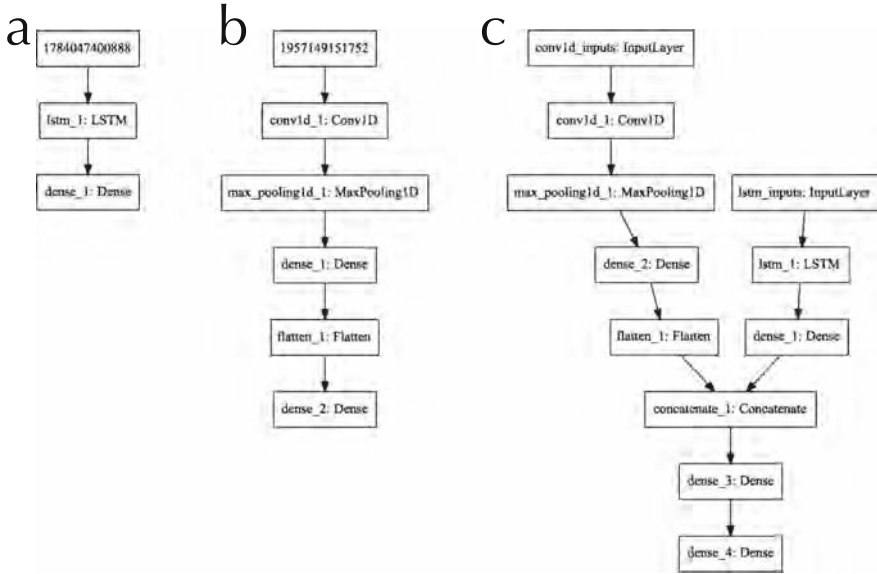 a
1784047400888
lstm_1: LSTM
dense_1: Dense
b
1957149151752
conv1d_1: Conv1D
max_pooling1d_1: MaxPooling1D
dense_1: Dense
flatten_1: Flatten
dense_2: Dense
c
conv1d_inputs: InputLayer
conv1d_1: Conv1D
max_pooling1d_1: MaxPooling1D
dense_2: Dense
flatten_1: Flatten
lstm_inputs: InputLayer
lstm_1: LSTM
dense_1: Dense
concatenate_1: Concatenate
dense_3: Dense
dense_4: Dense